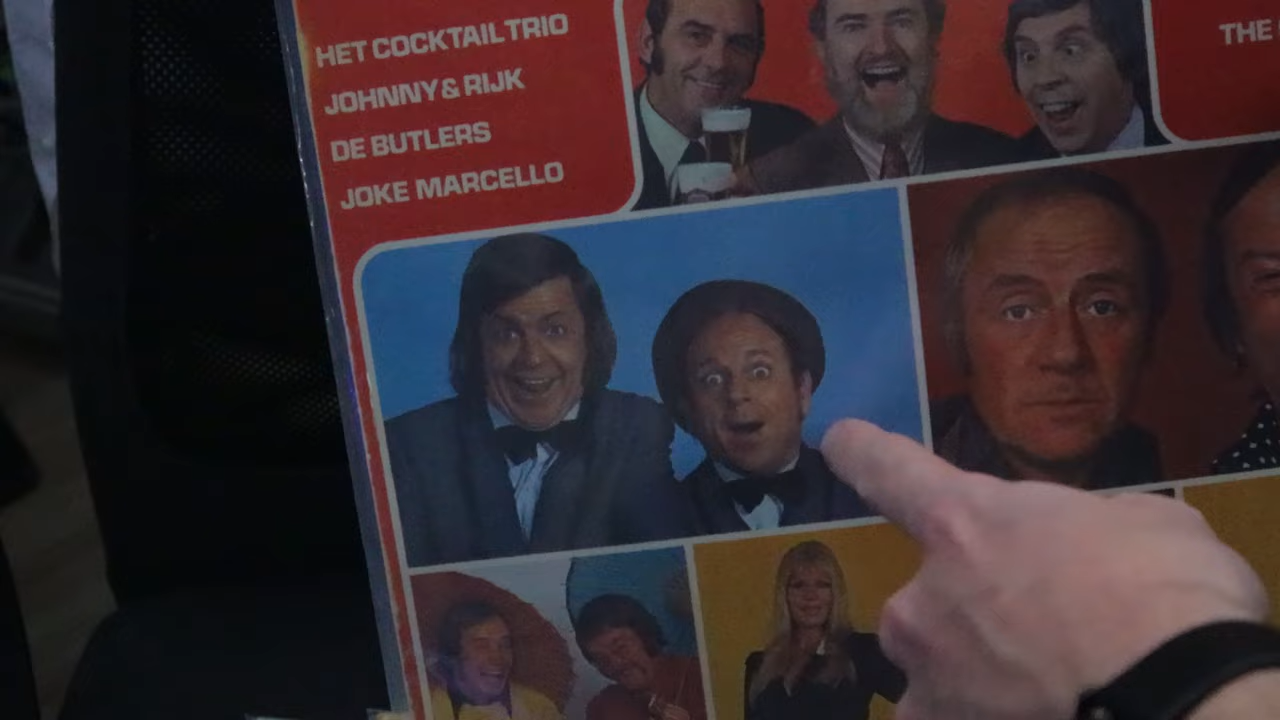 HET COCKTAIL TRIO
JOHNNY & RIJK
DE BUTLERS
JOKE MARCELLO
THE